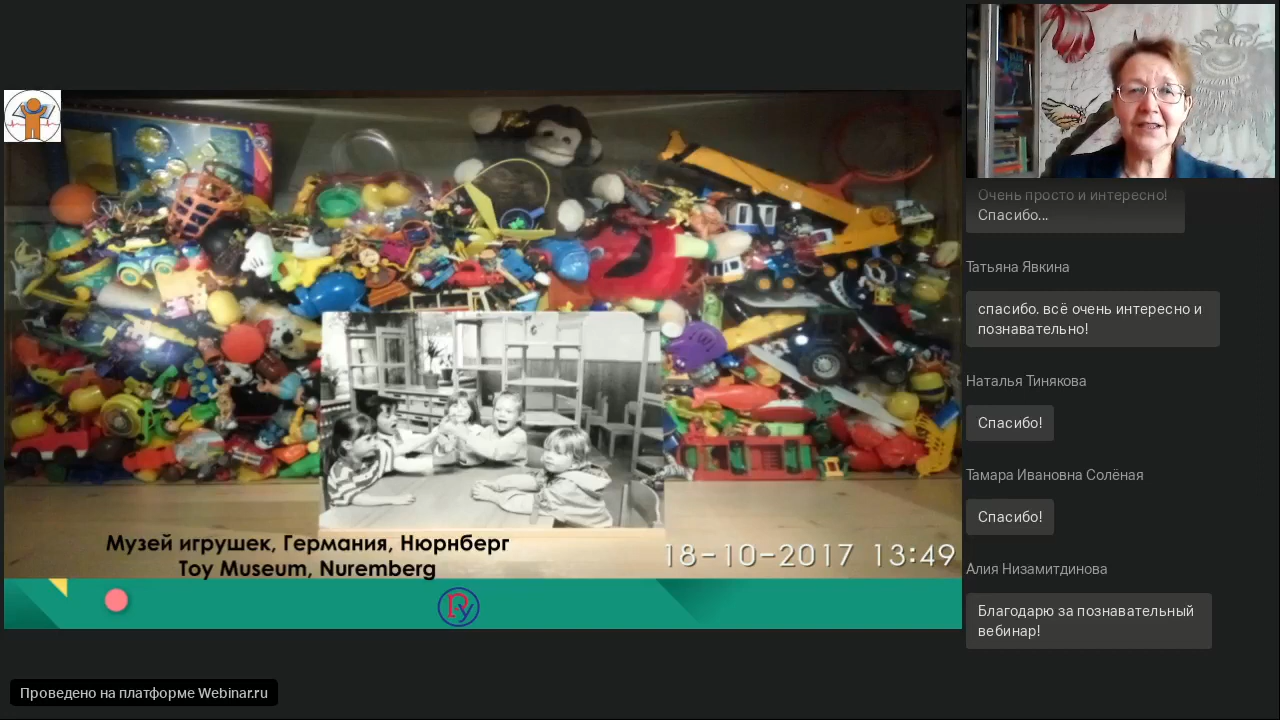 Музей игрушек, Германия, Нюрнберг
Toy Museum, Nuremberg
18-10-2017 13:49
Py
Проведено на платформе Webinar.ru
Очень просто и интересно!
Спасибо...
Татьяна Явкина
спасибо. всё очень интересно и
познавательно!
Наталья Тинякова
Спасибо!
Тамара Ивановна Солёная
Спасибо!
Алия Низамитдинова
Благодарю за познавательный
вебинар!